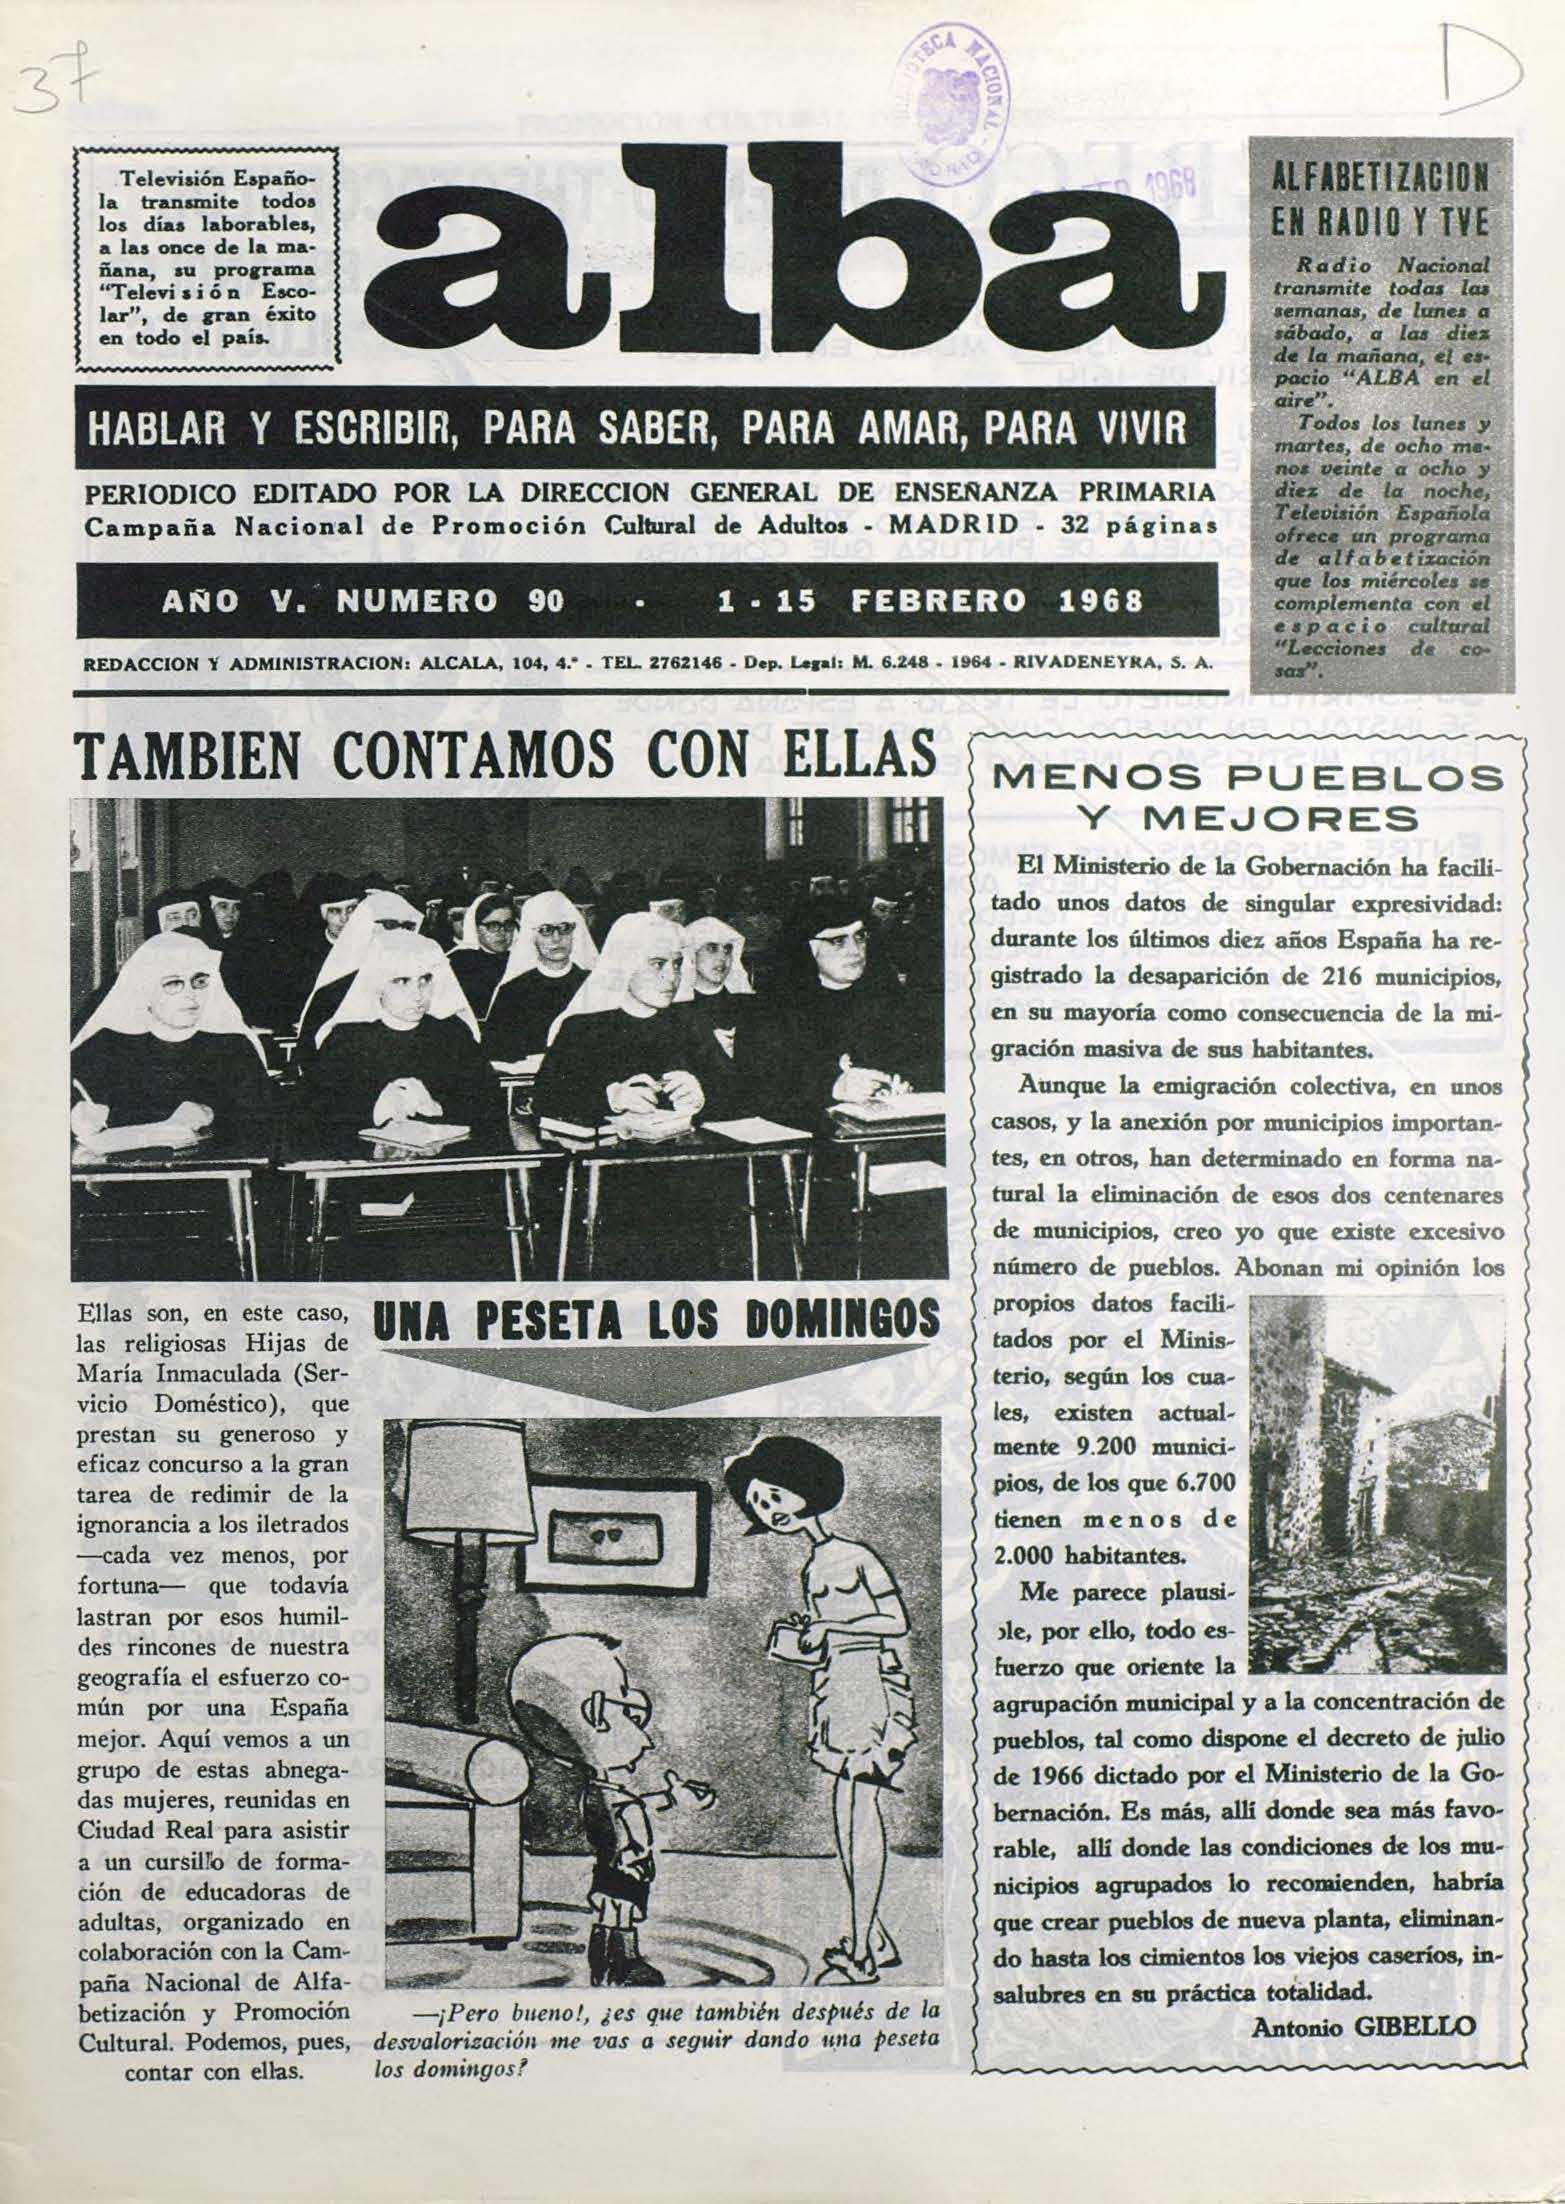 37
D
BIBLIOTECA NACIONAL
MADRID
1968
Televisión Españo-
la transmite todos
los días laborables,
a las once de la ma-
ñana, su programa
"Televisión Esco-
lar", de gran éxito
en todo el país.
alba
ALFABETIZACION
EN RADIO Y TVE
Radio Nacional
transmite todas las
semanas, de lunes a
sábado, a las diez
de la mañana, el es-
pacio "ALBA en el
aire".
Todos los lunes y
martes, de ocho me-
nos veinte a ocho y
diez de la noche,
Televisión Española
ofrece un programa
de alfabetización
que los miércoles se
complementa con el
espacio cultural
"Lecciones de co-
sas".
HABLAR Y ESCRIBIR, PARA SABER, PARA AMAR, PARA VIVIR
PERIODICO EDITADO POR LA DIRECCION GENERAL DE ENSEÑANZA PRIMARIA
Campaña Nacional de Promoción Cultural de Adultos - MADRID - 32 páginas
AÑO V. NUMERO 90 - 1 - 15 FEBRERO 1968
REDACCION Y ADMINISTRACION: ALCALA, 104, 4.º - TEL. 2762146 - Dep. Legal: M. 6.248 - 1964 - RIVADENEYRA, S. A.
TAMBIEN CONTAMOS CON ELLAS
Ellas son, en este caso,
las religiosas Hijas de
María Inmaculada (Ser-
vicio Doméstico), que
prestan su generoso y
eficaz concurso a la gran
tarea de redimir de la
ignorancia a los iletrados
—cada vez menos, por
fortuna— que todavía
lastran por esos humil-
des rincones de nuestra
geografía el esfuerzo co-
mún por una España
mejor. Aquí vemos a un
grupo de estas abnega-
das mujeres, reunidas en
Ciudad Real para asistir
a un cursillo de forma-
ción de educadoras de
adultas, organizado en
colaboración con la Cam-
paña Nacional de Alfa-
betización y Promoción
Cultural. Podemos, pues,
contar con ellas.
UNA PESETA LOS DOMINGOS
—¡Pero bueno!, ¿es que también después de la
desvalorización me vas a seguir dando una peseta
los domingos?
MENOS PUEBLOS
Y MEJORES
El Ministerio de la Gobernación ha facili-
tado unos datos de singular expresividad:
durante los últimos diez años España ha re-
gistrado la desaparición de 216 municipios,
en su mayoría como consecuencia de la mi-
gración masiva de sus habitantes.
Aunque la emigración colectiva, en unos
casos, y la anexión por municipios importan-
tes, en otros, han determinado en forma na-
tural la eliminación de esos dos centenares
de municipios, creo yo que existe excesivo
número de pueblos. Abonan mi opinión los
propios datos facili-
tados por el Minis-
terio, según los cua-
les, existen actual-
mente 9.200 munici-
pios, de los que 6.700
tienen menos de
2.000 habitantes.
Me parece plausi-
ble, por ello, todo es-
fuerzo que oriente la
agrupación municipal y a la concentración de
pueblos, tal como dispone el decreto de julio
de 1966 dictado por el Ministerio de la Go-
bernación. Es más, allí donde sea más favo-
rable, allí donde las condiciones de los mu-
nicipios agrupados lo recomienden, habría
que crear pueblos de nueva planta, eliminan-
do hasta los cimientos los viejos caseríos, in-
salubres en su práctica totalidad.
Antonio GIBELLO